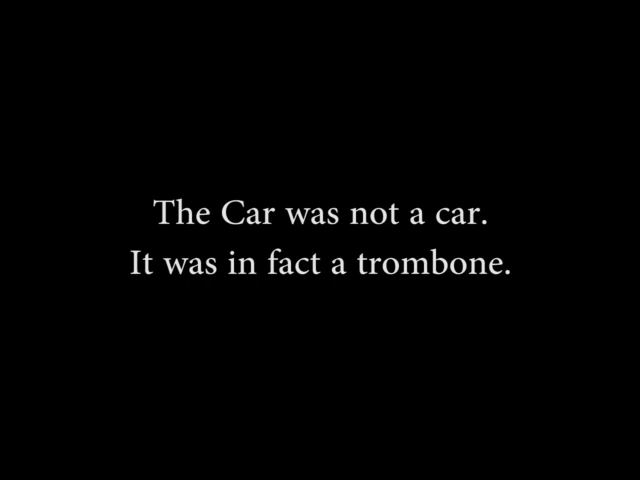 The Car was not a car.
It was in fact a trombone.